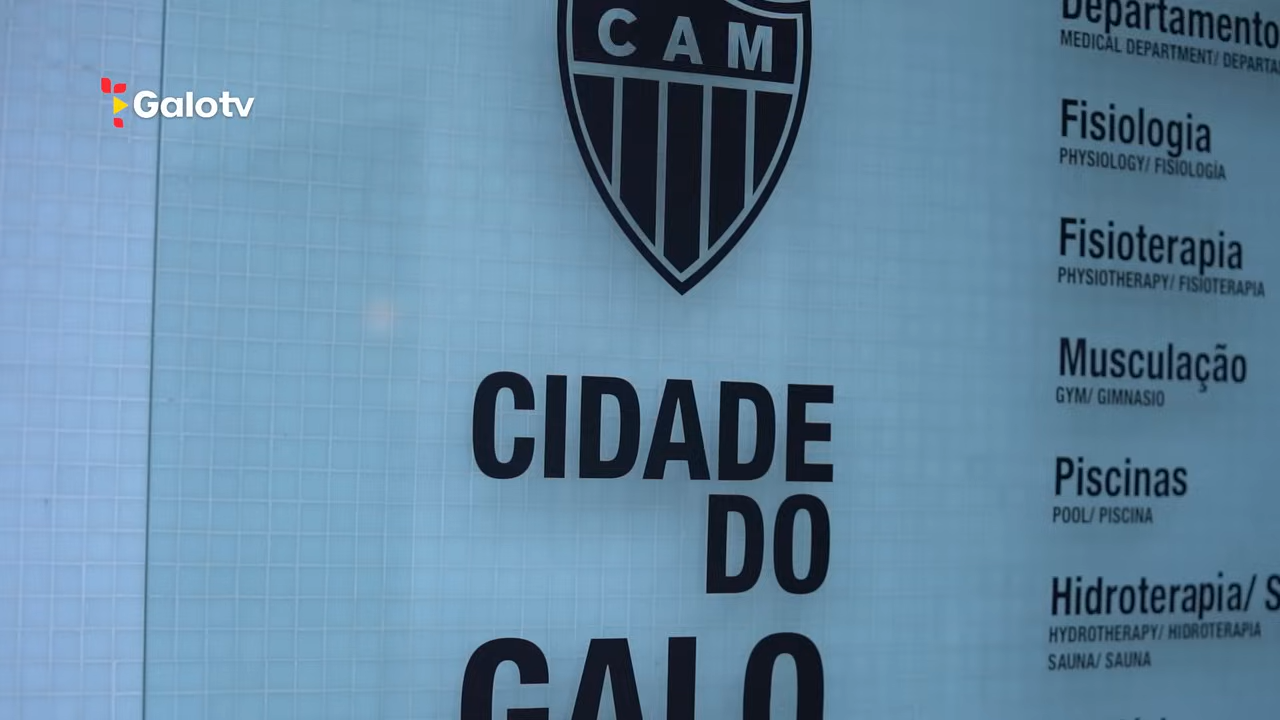 Galotv
CAM
CIDADE
DO
GALO
Departamento
MEDICAL DEPARTMENT/
Fisiologia
PHYSIOLOGY/ FISIOLOGÍA
Fisioterapia
PHYSIOTHERAPY/ FISIOTERAPIA
Musculação
GYM/ GIMNASIO
Piscinas
POOL/ PISCINA
Hidroterapia/
HYDROTHERAPY/ HIDROTERAPIA
SAUNA/ SAUNA